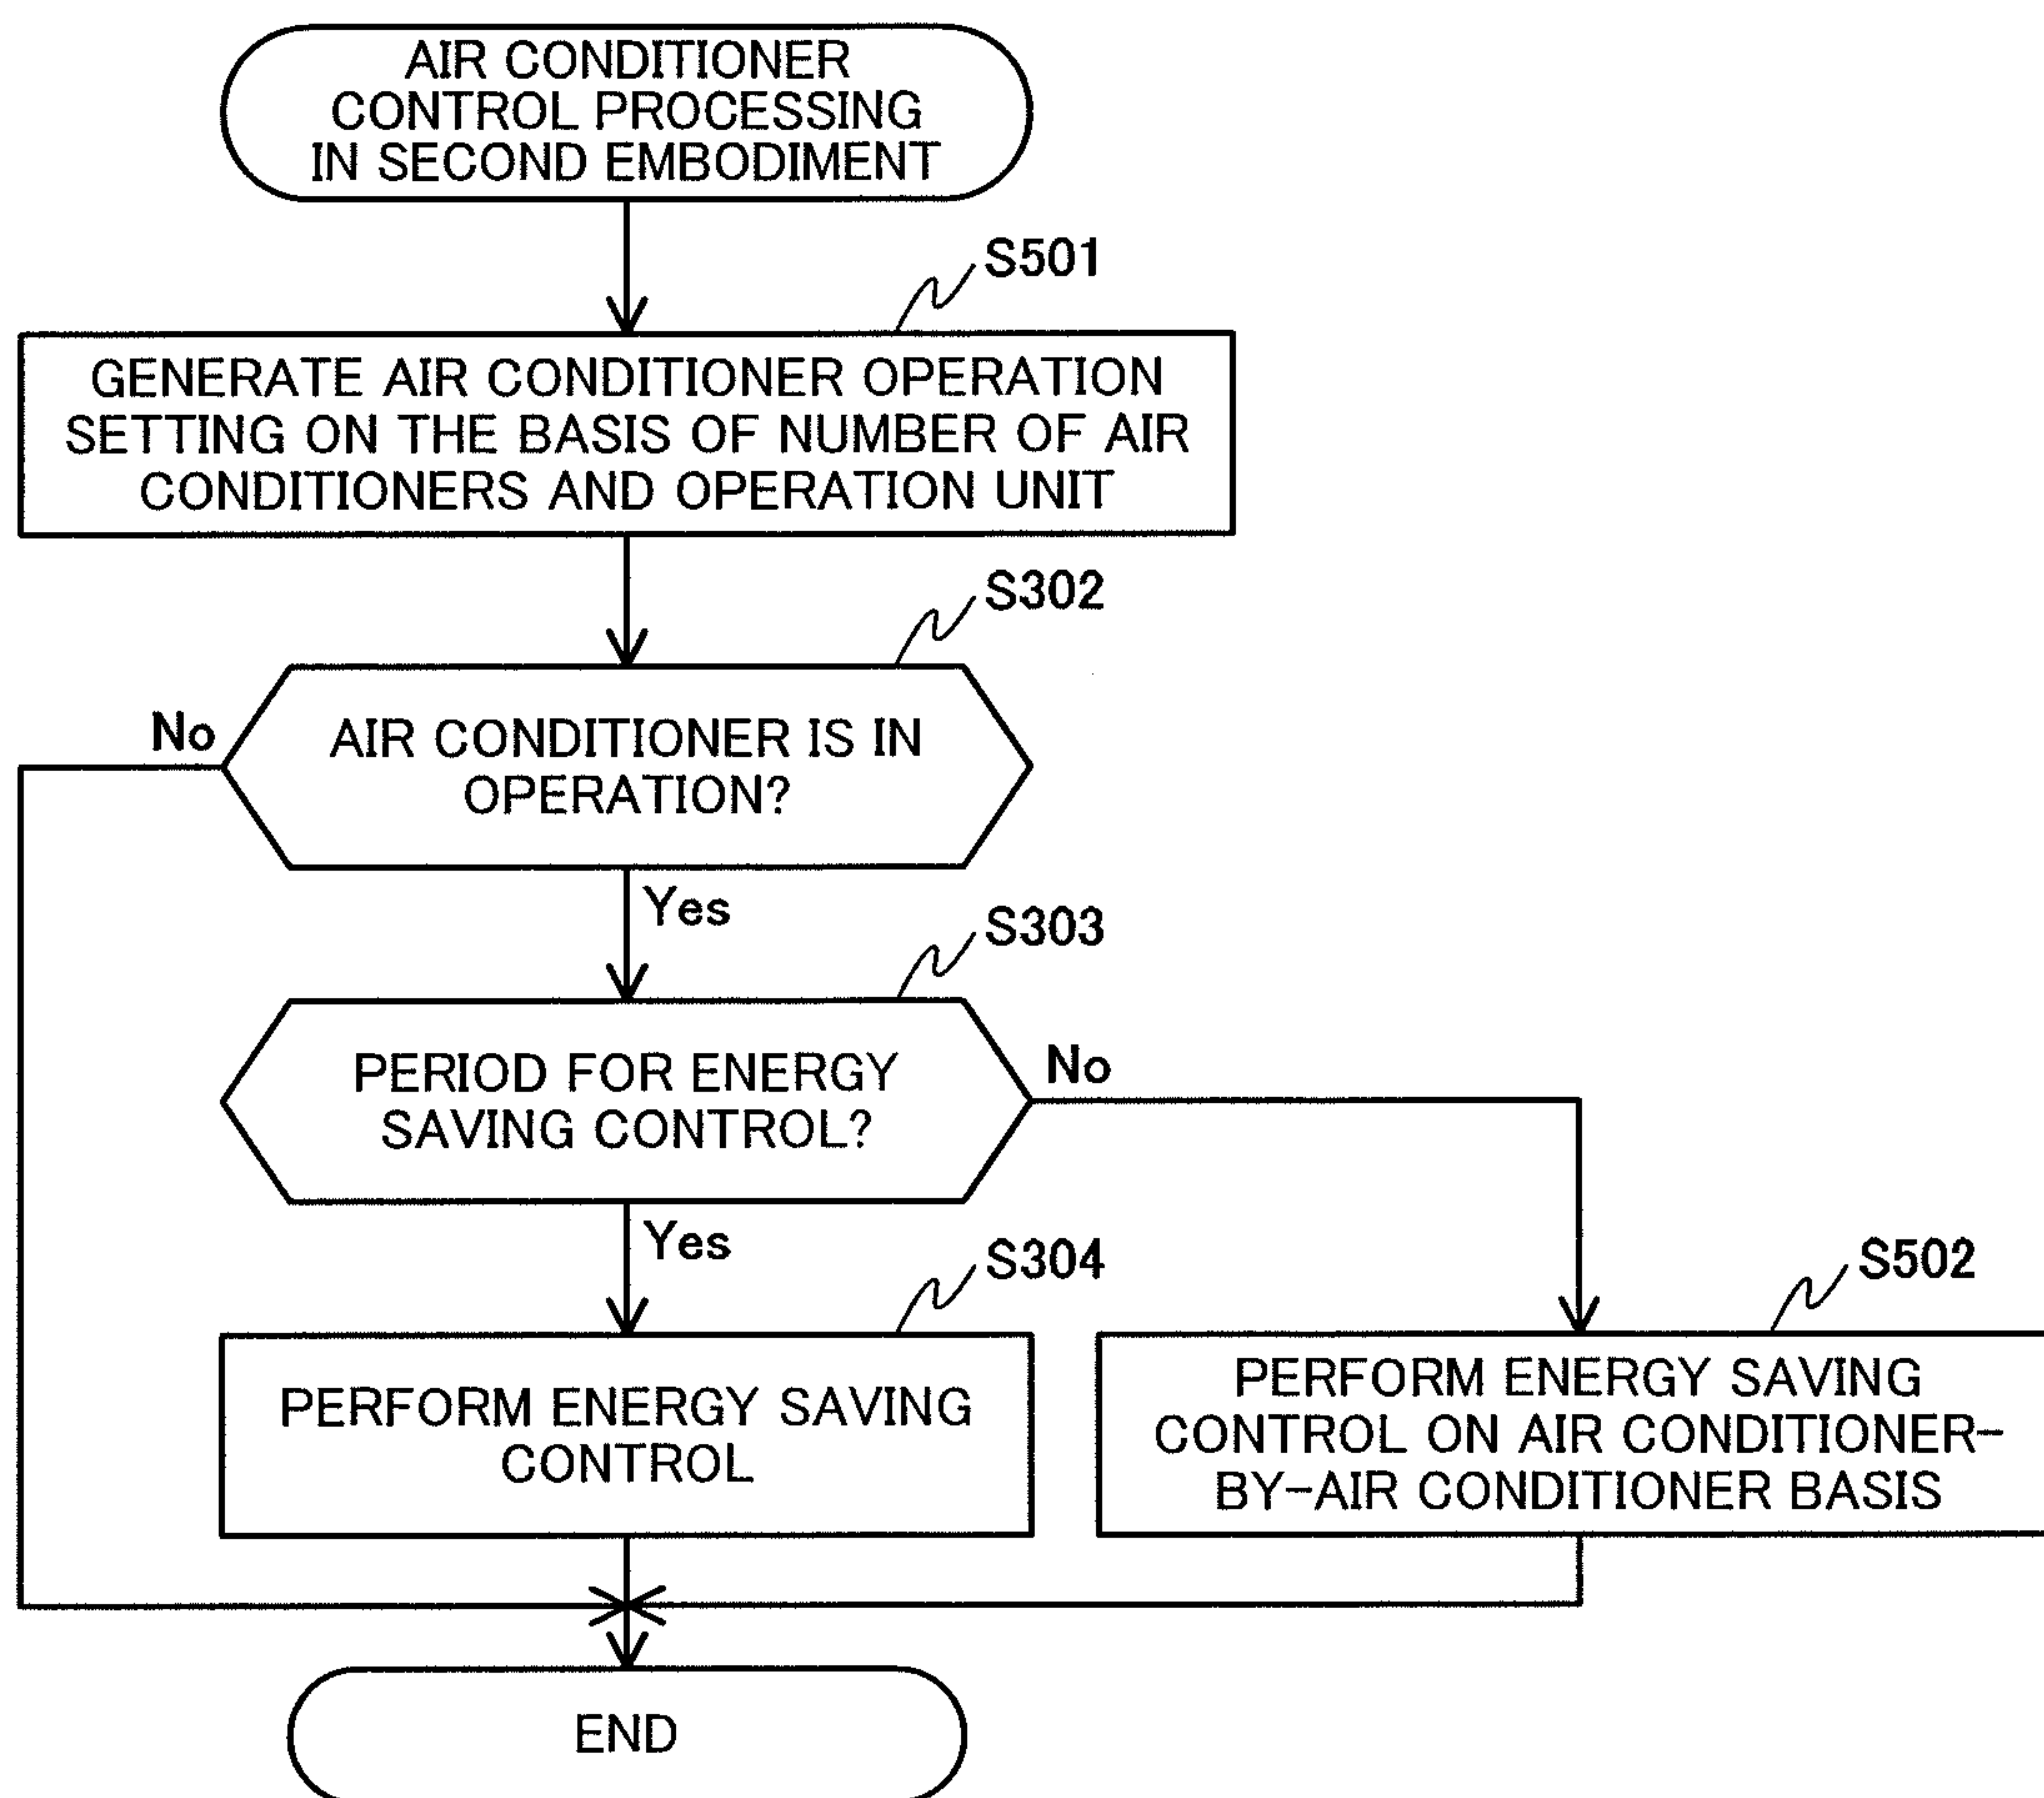 AIR CONDITIONER
CONTROL PROCESSING
IN SECOND EMBODIMENT
S501
GENERATE AIR CONDITIONER OPERATION
SETTING ON THE BASIS OF NUMBER OF AIR
CONDITIONERS AND OPERATION UNIT
S302
No
AIR CONDITIONER IS IN
OPERATION?
Yes
S303
PERIOD FOR ENERGY
SAVING CONTROL?
No
Yes
S304
S502
PERFORM ENERGY SAVING
CONTROL
PERFORM ENERGY SAVING
CONTROL ON AIR CONDITIONER-
BY-AIR CONDITIONER BASIS
END